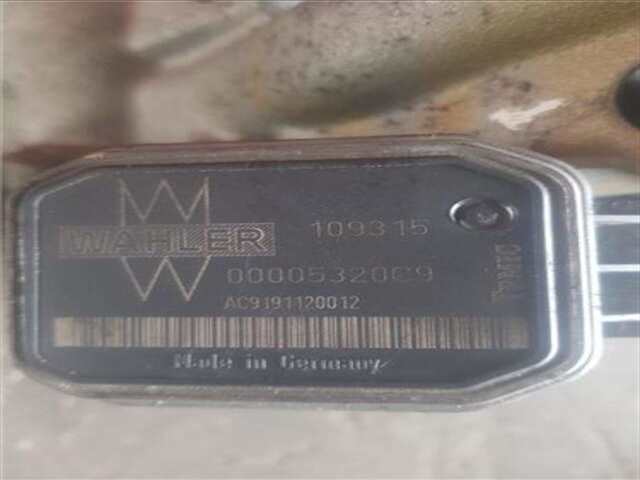 W
WAHLER
W
109315
0000532009
AC9191120012
Made in Germany